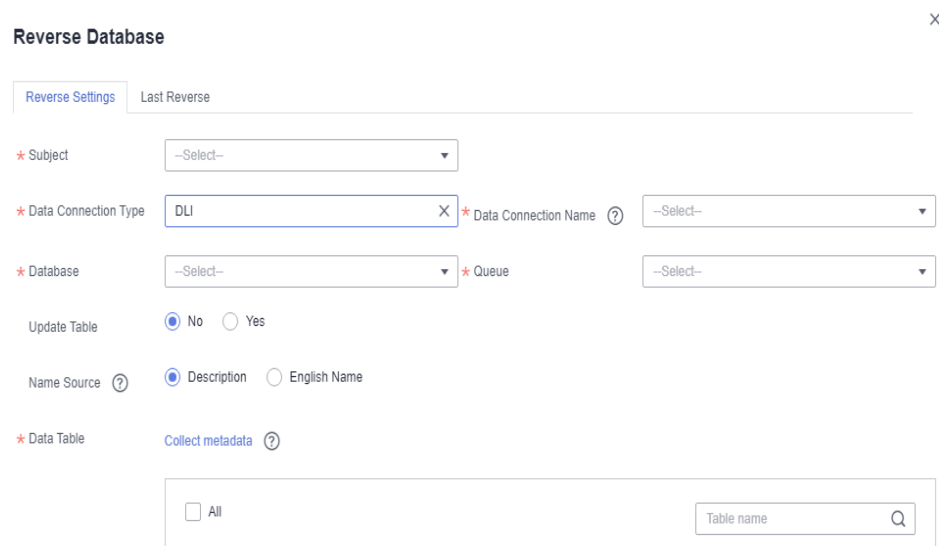 Reverse Database
Reverse Settings Last Reverse
* Subject --Select--
* Data Connection Type DLI * Data Connection Name ? --Select--
* Database --Select-- * Queue --Select--
Update Table No Yes
Name Source ? Description English Name
* Data Table Collect metadata ?
All Table name